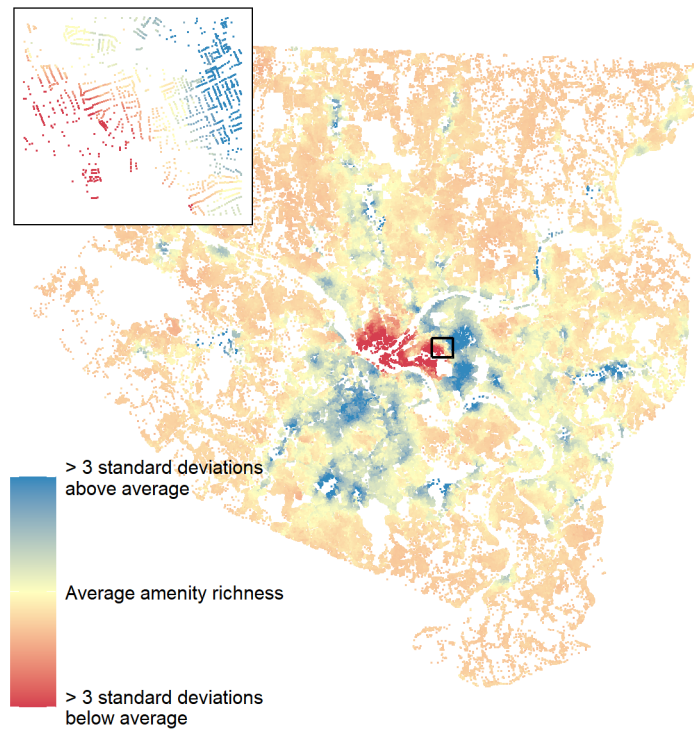 > 3 standard deviations
above average
Average amenity richness
> 3 standard deviations
below average